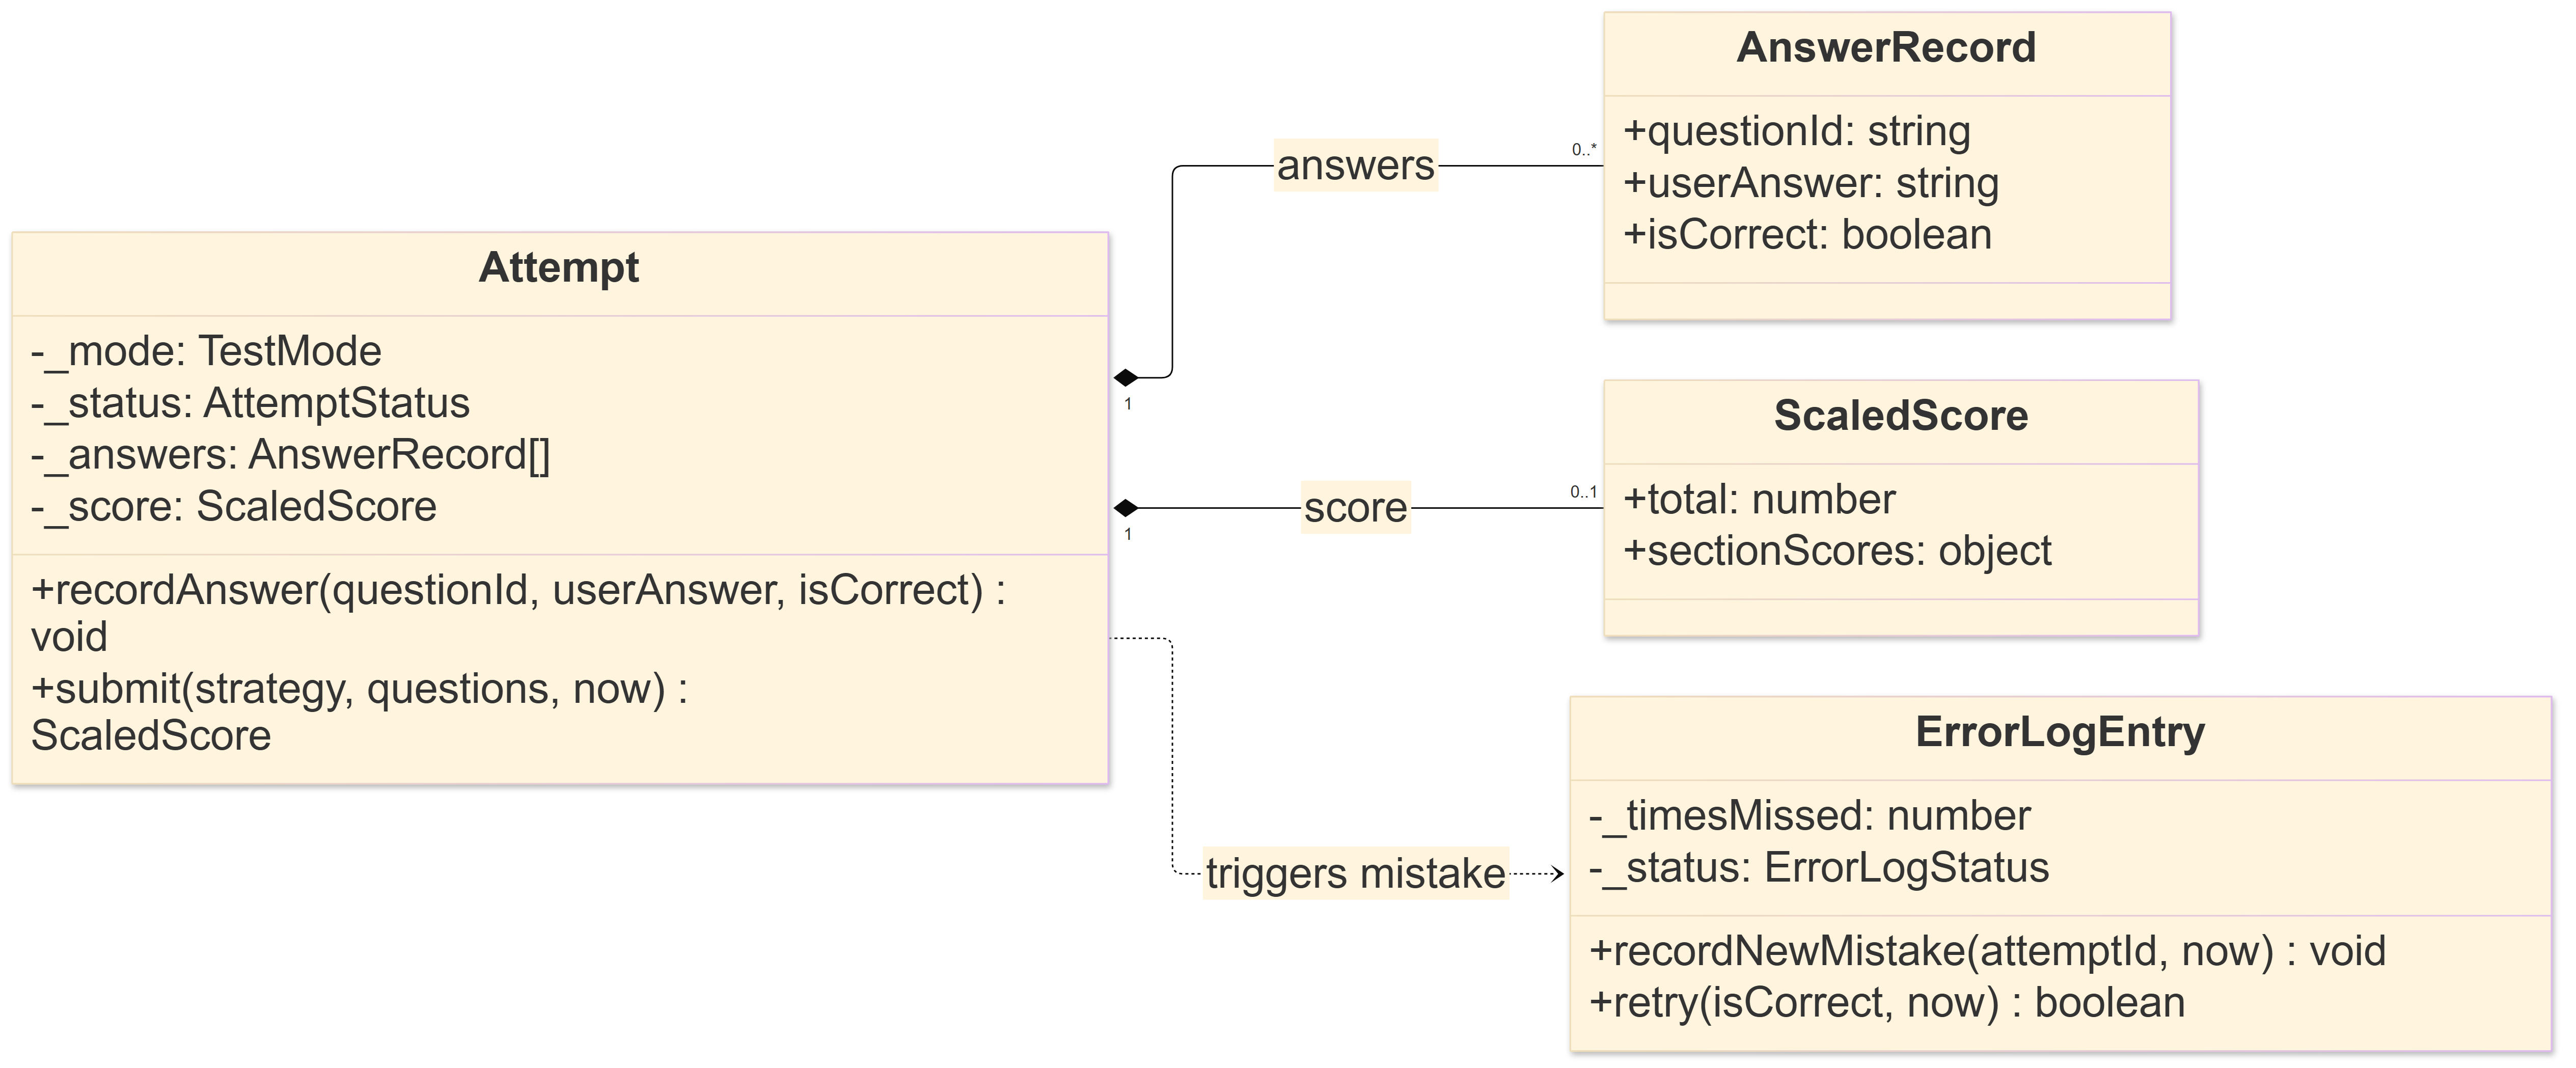 Attempt
-_mode: TestMode
-_status: AttemptStatus
-_answers: AnswerRecord[]
-_score: ScaledScore
+recordAnswer(questionId, userAnswer, isCorrect) :
void
+submit(strategy, questions, now) :
ScaledScore
answers
1
0..*
score
1
0..1
triggers mistake
AnswerRecord
+questionId: string
+userAnswer: string
+isCorrect: boolean
ScaledScore
+total: number
+sectionScores: object
ErrorLogEntry
-_timesMissed: number
-_status: ErrorLogStatus
+recordNewMistake(attemptId, now) : void
+retry(isCorrect, now) : boolean